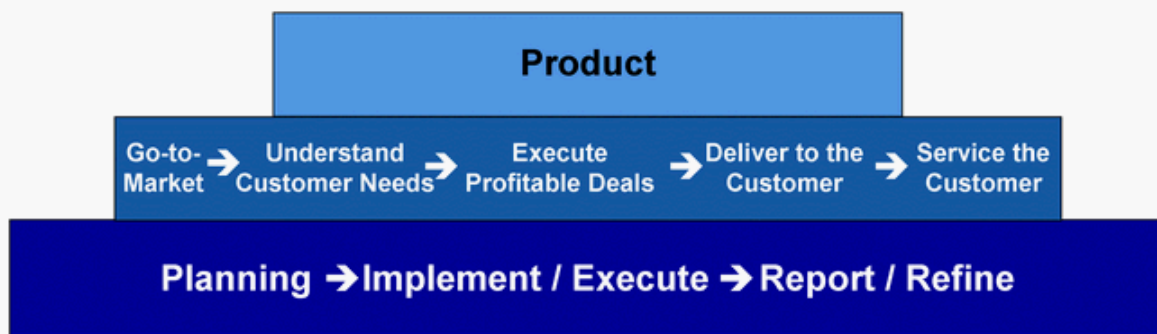 Product
Go-to- ➔ Understand ➔ Execute ➔ Deliver to the ➔ Service the
Market Customer Needs Profitable Deals Customer Customer
Planning ➔ Implement / Execute ➔ Report / Refine